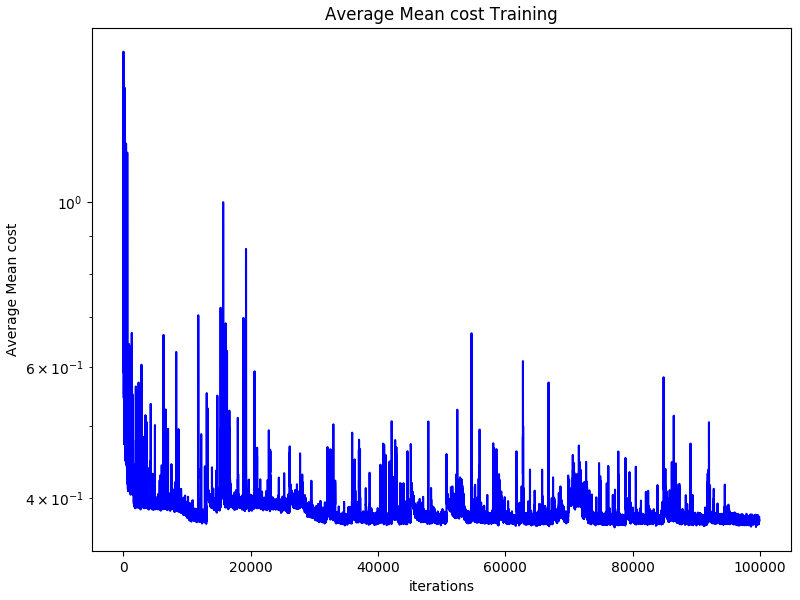 Average Mean cost Training
Average Mean cost
10⁰
6 × 10⁻¹
4 × 10⁻¹
0 20000 40000 60000 80000 100000
iterations